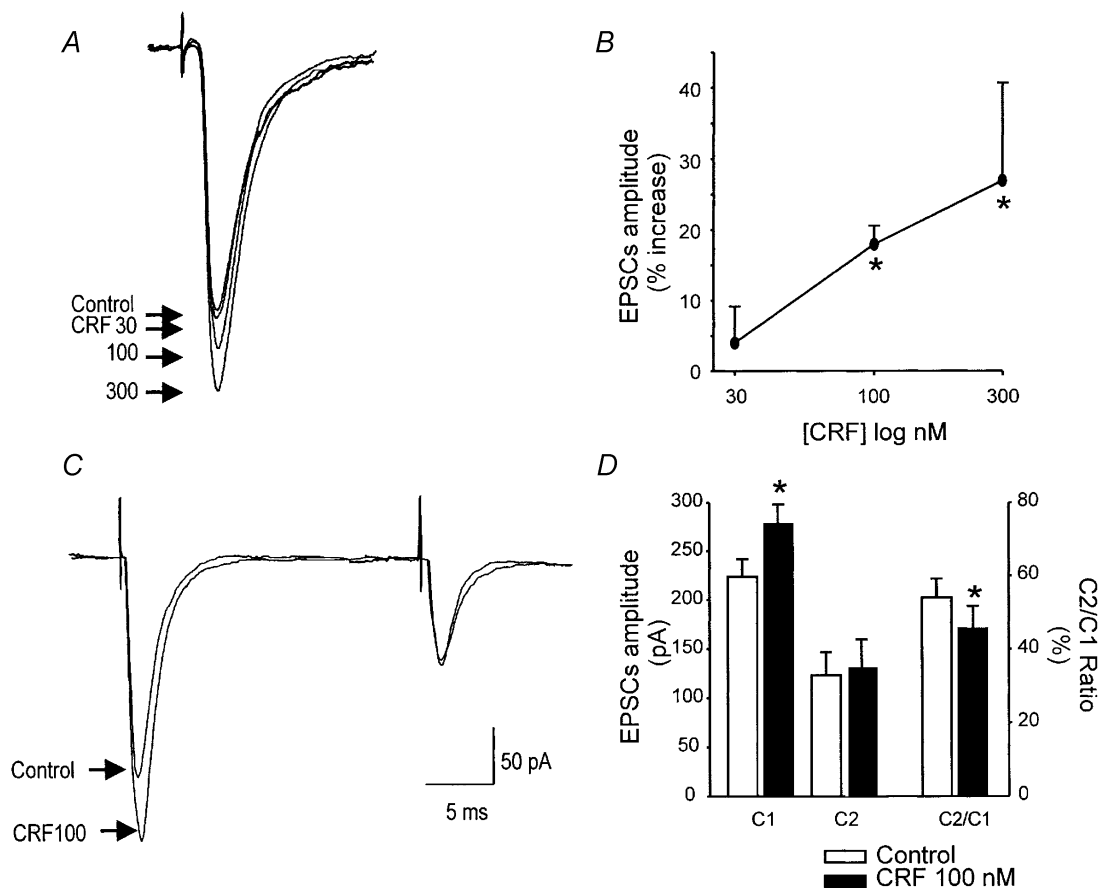 A
Control
CRF 30
100
300
B
EPSCs amplitude
(% increase)
40
30
20
10
0
30
100
300
*
*
[CRF] log nM
C
Control
CRF100
50 pA
5 ms
D
EPSCs amplitude
(pA)
300
250
200
150
100
50
0
*
*
80
60
40
20
0
C2/C1 Ratio
(%)
C1
C2
C2/C1
Control
CRF 100 nM